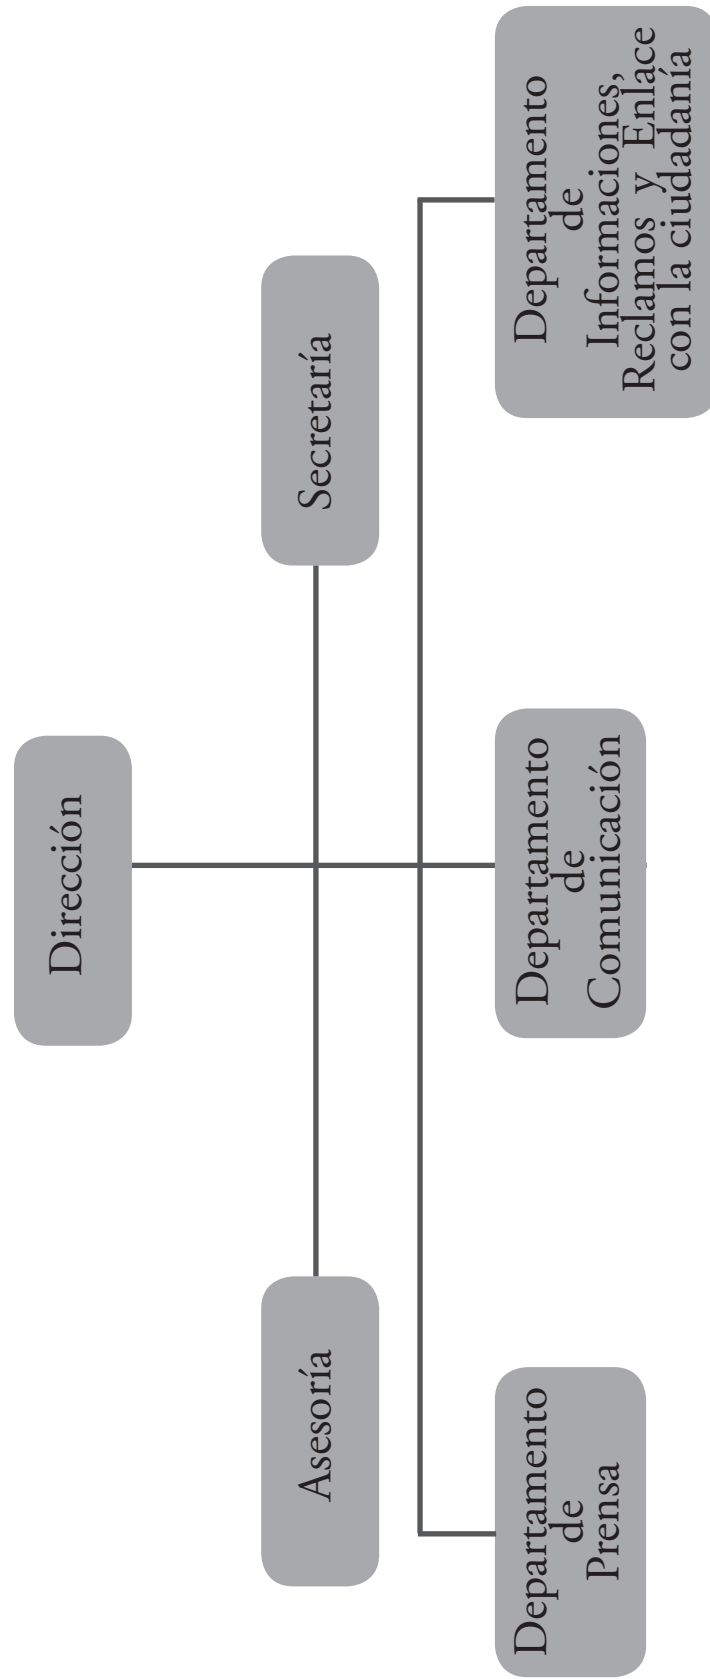 Dirección
Asesoría
Secretaría
Departamento
de
Prensa
Departamento
de
Comunicación
Departamento
de
Informaciones,
Reclamos y Enlace
con la ciudadanía